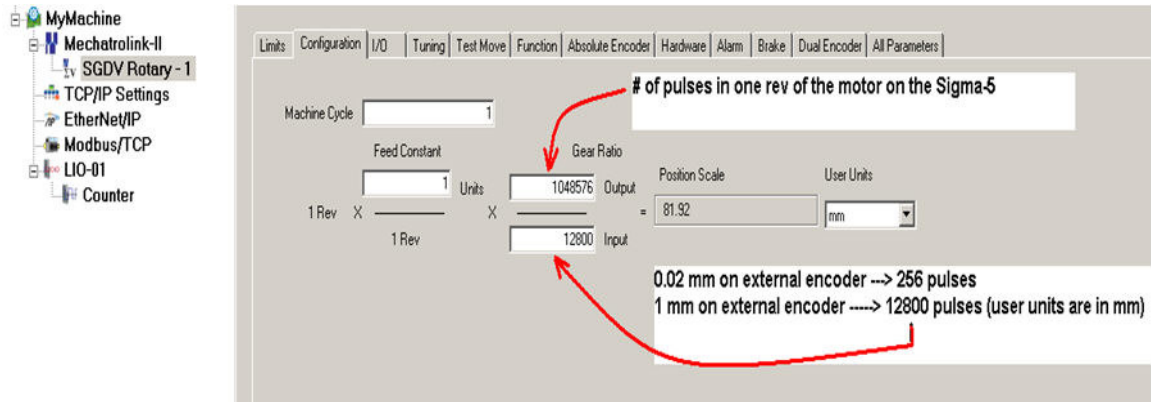 MyMachine
Mechatrolink-II
SGDV Rotary - 1
TCP/IP Settings
EtherNet/IP
Modbus/TCP
LIO-01
Counter
Limits Configuration I/O Tuning Test Move Function Absolute Encoder Hardware Alarm Brake Dual Encoder All Parameters
# of pulses in one rev of the motor on the Sigma-5
Machine Cycle 1
Feed Constant Gear Ratio
Position Scale User Units
1 Units 1048576 Output
1 Rev X X = 81.92 mm
1 Rev 12800 Input
0.02 mm on external encoder ---> 256 pulses
1 mm on external encoder -----> 12800 pulses (user units are in mm)